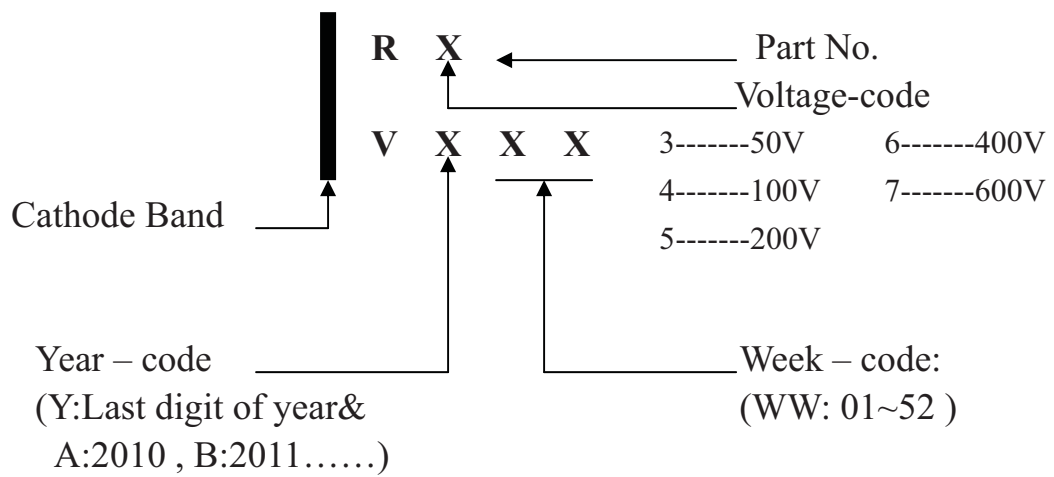 R X Part No.
Voltage-code
V X X X
3-------50V 6-------400V
4-------100V 7-------600V
5-------200V
Cathode Band
Year – code
(Y:Last digit of year&
A:2010 , B:2011……)
Week – code:
(WW: 01~52 )